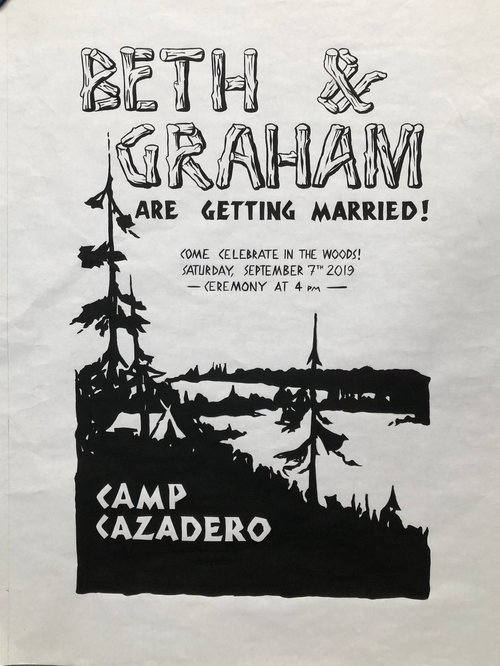 BETH &
GRAHAM
ARE GETTING MARRIED!
COME CELEBRATE IN THE WOODS!
SATURDAY, SEPTEMBER 7TH 2019
— CEREMONY AT 4 PM —
CAMP
CAZADERO